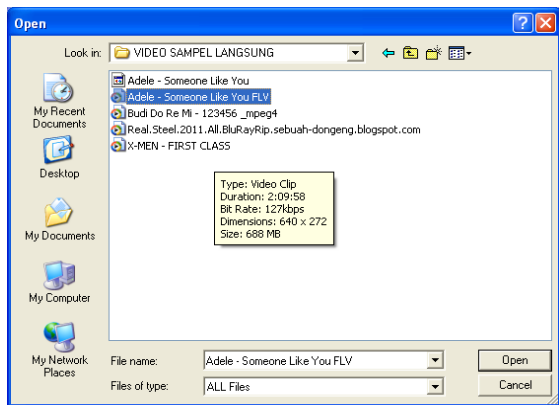 Open
Look in: VIDEO SAMPEL LANGSUNG
My Recent
Documents
Desktop
My Documents
My Computer
My Network
Places
Adele - Someone Like You
Adele - Someone Like You FLV
Budi Do Re Mi - 123456 _mpeg4
Real.Steel.2011.All.BluRayRip.sebuah-dongeng.blogspot.com
X-MEN - FIRST CLASS
Type: Video Clip
Duration: 2:09:58
Bit Rate: 127kbps
Dimensions: 640 x 272
Size: 688 MB
File name: Adele - Someone Like You FLV Open
Files of type: ALL Files Cancel